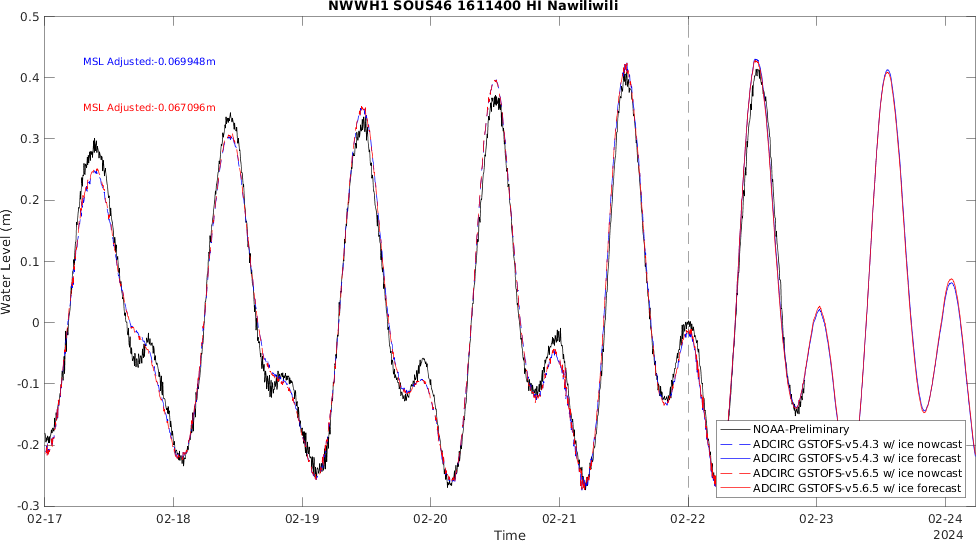 NWWH1 SOUS46 1611400 HI Nawiliwili
0.5
0.4
0.3
0.2
0.1
0
-0.1
-0.2
-0.3
Water Level (m)
MSL Adjusted:-0.069948m
MSL Adjusted:-0.067096m
NOAA-Preliminary
ADCIRC GSTOFS-v5.4.3 w/ ice nowcast
ADCIRC GSTOFS-v5.4.3 w/ ice forecast
ADCIRC GSTOFS-v5.6.5 w/ ice nowcast
ADCIRC GSTOFS-v5.6.5 w/ ice forecast
02-17 02-18 02-19 02-20 02-21 02-22 02-23 02-24
Time
2024